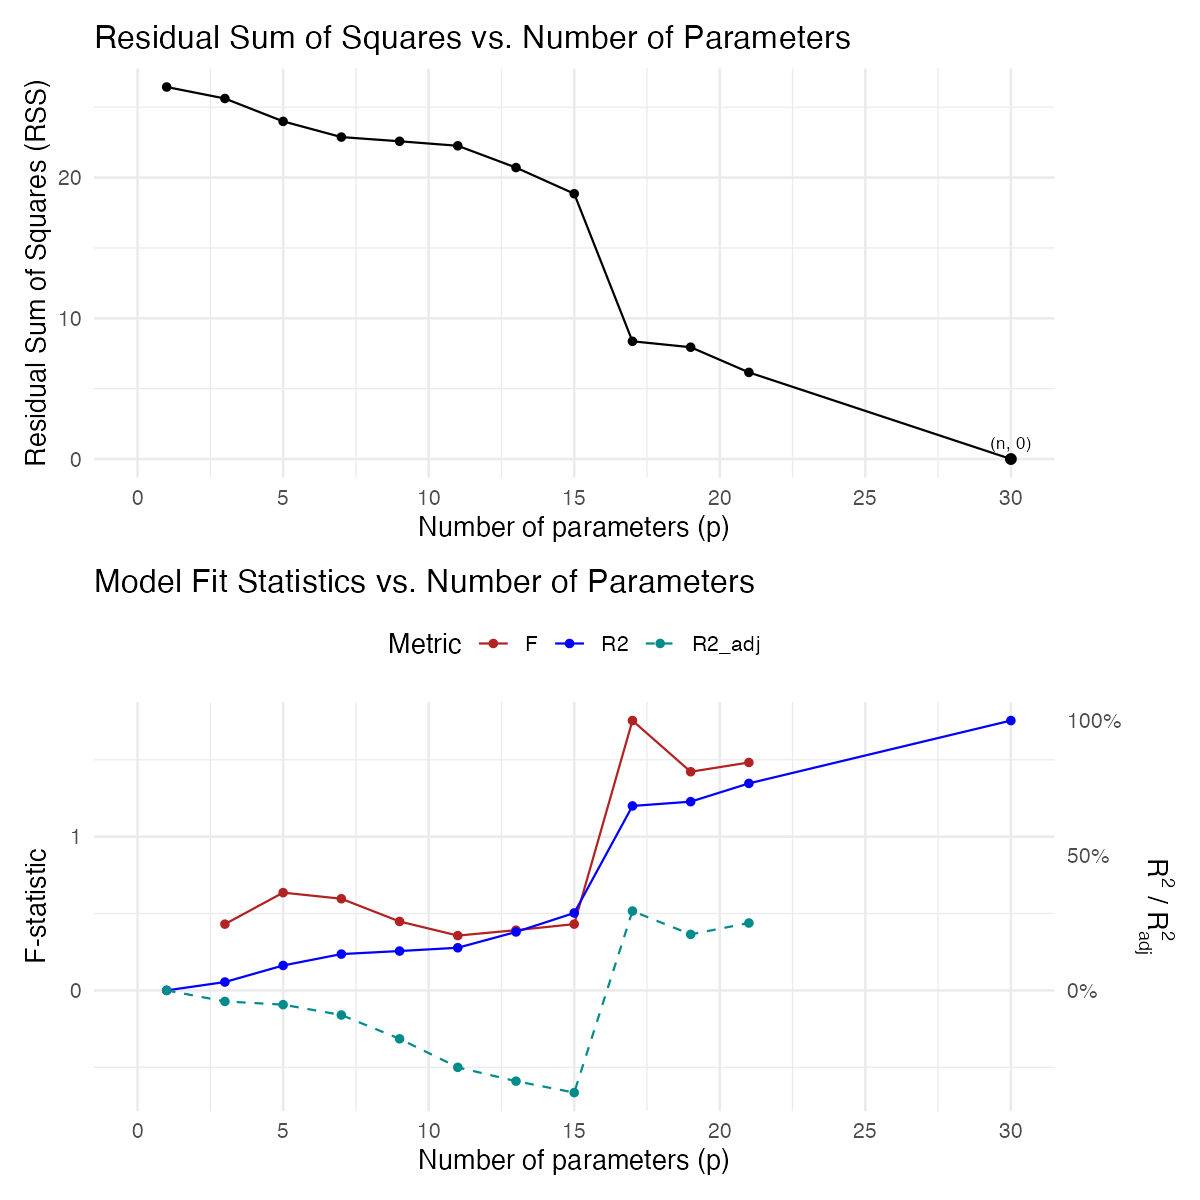 Residual Sum of Squares vs. Number of Parameters
Residual Sum of Squares (RSS)
20
10
0
(n, 0)
0 5 10 15 20 25 30
Number of parameters (p)
Model Fit Statistics vs. Number of Parameters
Metric F R2 R2_adj
F-statistic
1
0
100%
50%
0%
R² / R²adj
0 5 10 15 20 25 30
Number of parameters (p)